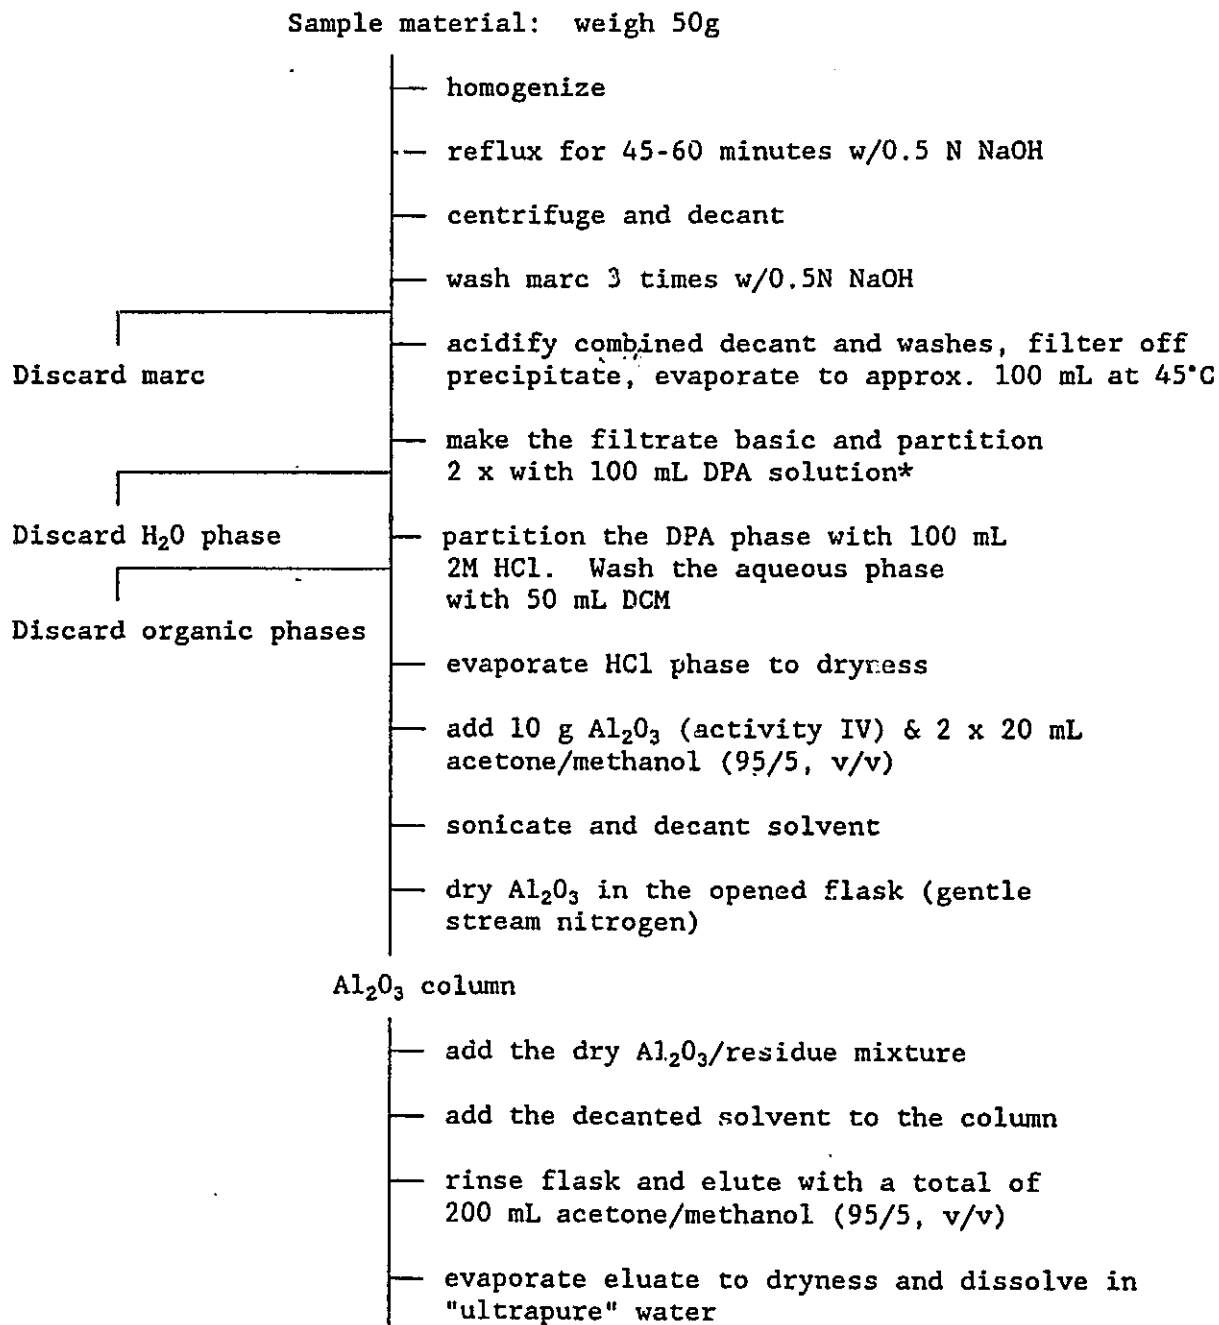 Sample material: weigh 50g
homogenize
reflux for 45-60 minutes w/0.5 N NaOH
centrifuge and decant
wash marc 3 times w/0.5N NaOH
acidify combined decant and washes, filter off
precipitate, evaporate to approx. 100 mL at 45°C
Discard marc
make the filtrate basic and partition
2 x with 100 mL DPA solution*
Discard H₂O phase
partition the DPA phase with 100 mL
2M HCl. Wash the aqueous phase
with 50 mL DCM
Discard organic phases
evaporate HCl phase to dryness
add 10 g Al₂O₃ (activity IV) & 2 x 20 mL
acetone/methanol (95/5, v/v)
sonicate and decant solvent
dry Al₂O₃ in the opened flask (gentle
stream nitrogen)
Al₂O₃ column
add the dry Al₂O₃/residue mixture
add the decanted solvent to the column
rinse flask and elute with a total of
200 mL acetone/methanol (95/5, v/v)
evaporate eluate to dryness and dissolve in
"ultrapure" water